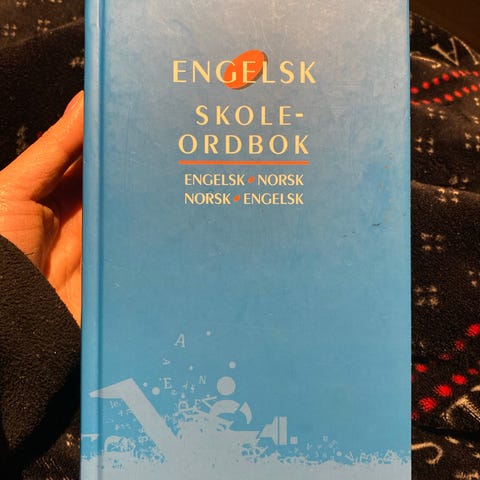 ENGELSK
SKOLE-
ORDBOK
ENGELSK • NORSK
NORSK • ENGELSK
A